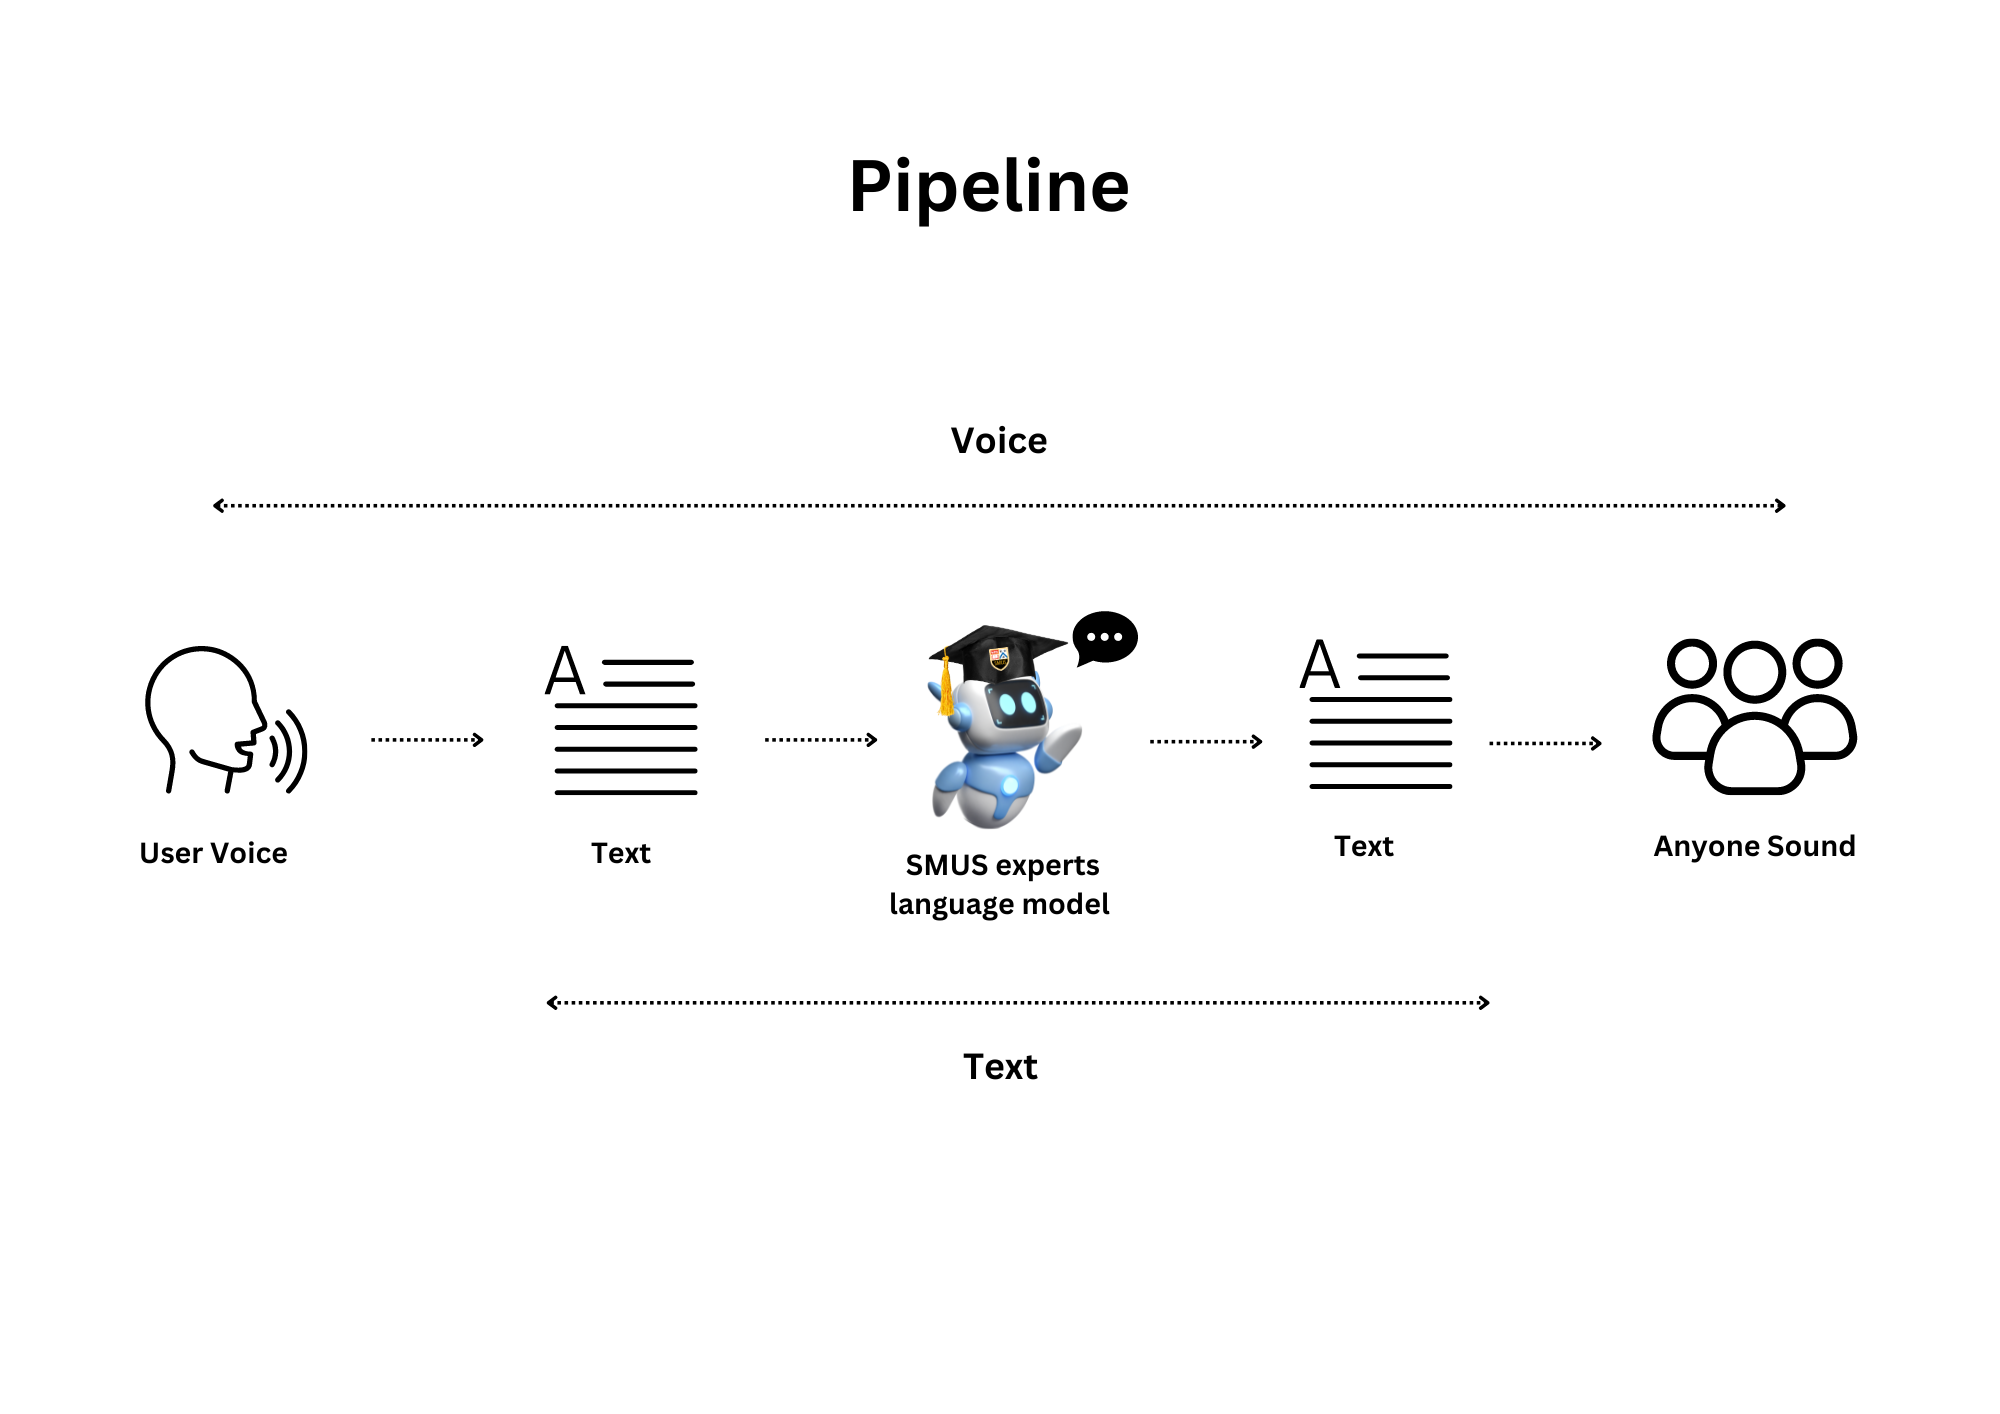 Pipeline
Voice
A
A
User Voice
Text
SMUS experts
language model
Text
Anyone Sound
Text